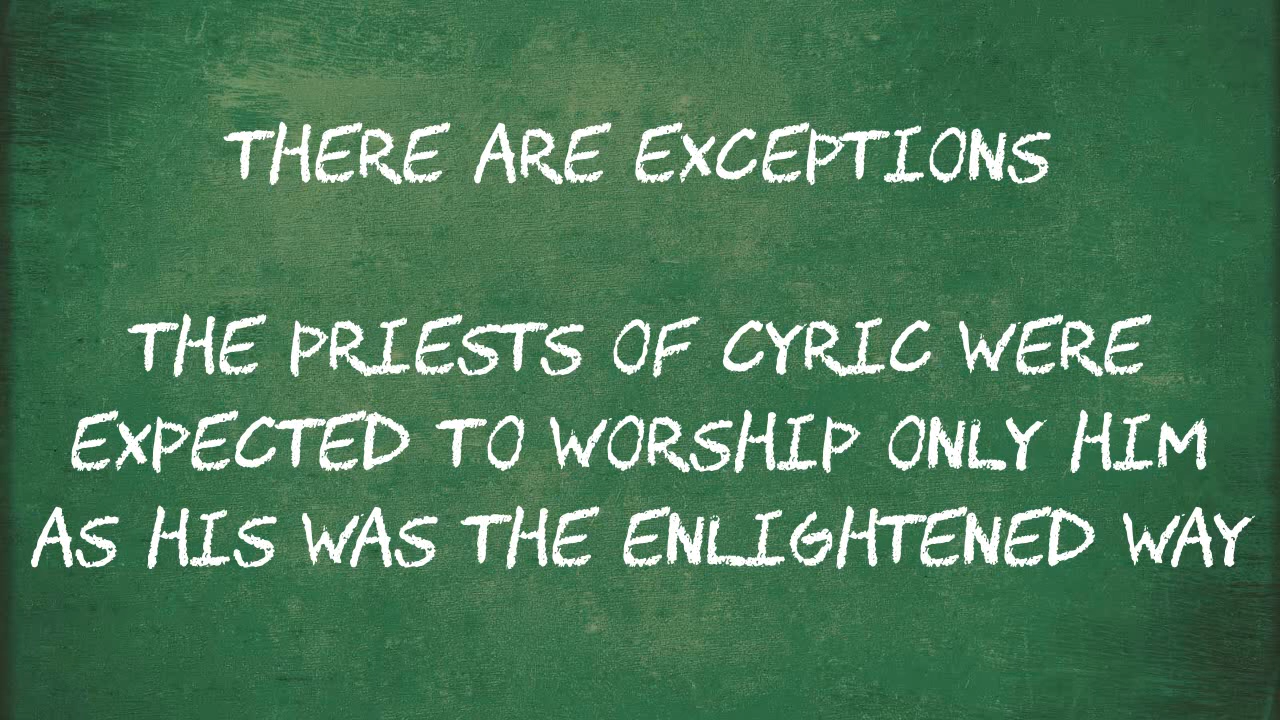 THERE ARE EXCEPTIONS
THE PRIESTS OF CYRIC WERE
EXPECTED TO WORSHIP ONLY HIM
AS HIS WAS THE ENLIGHTENED WAY